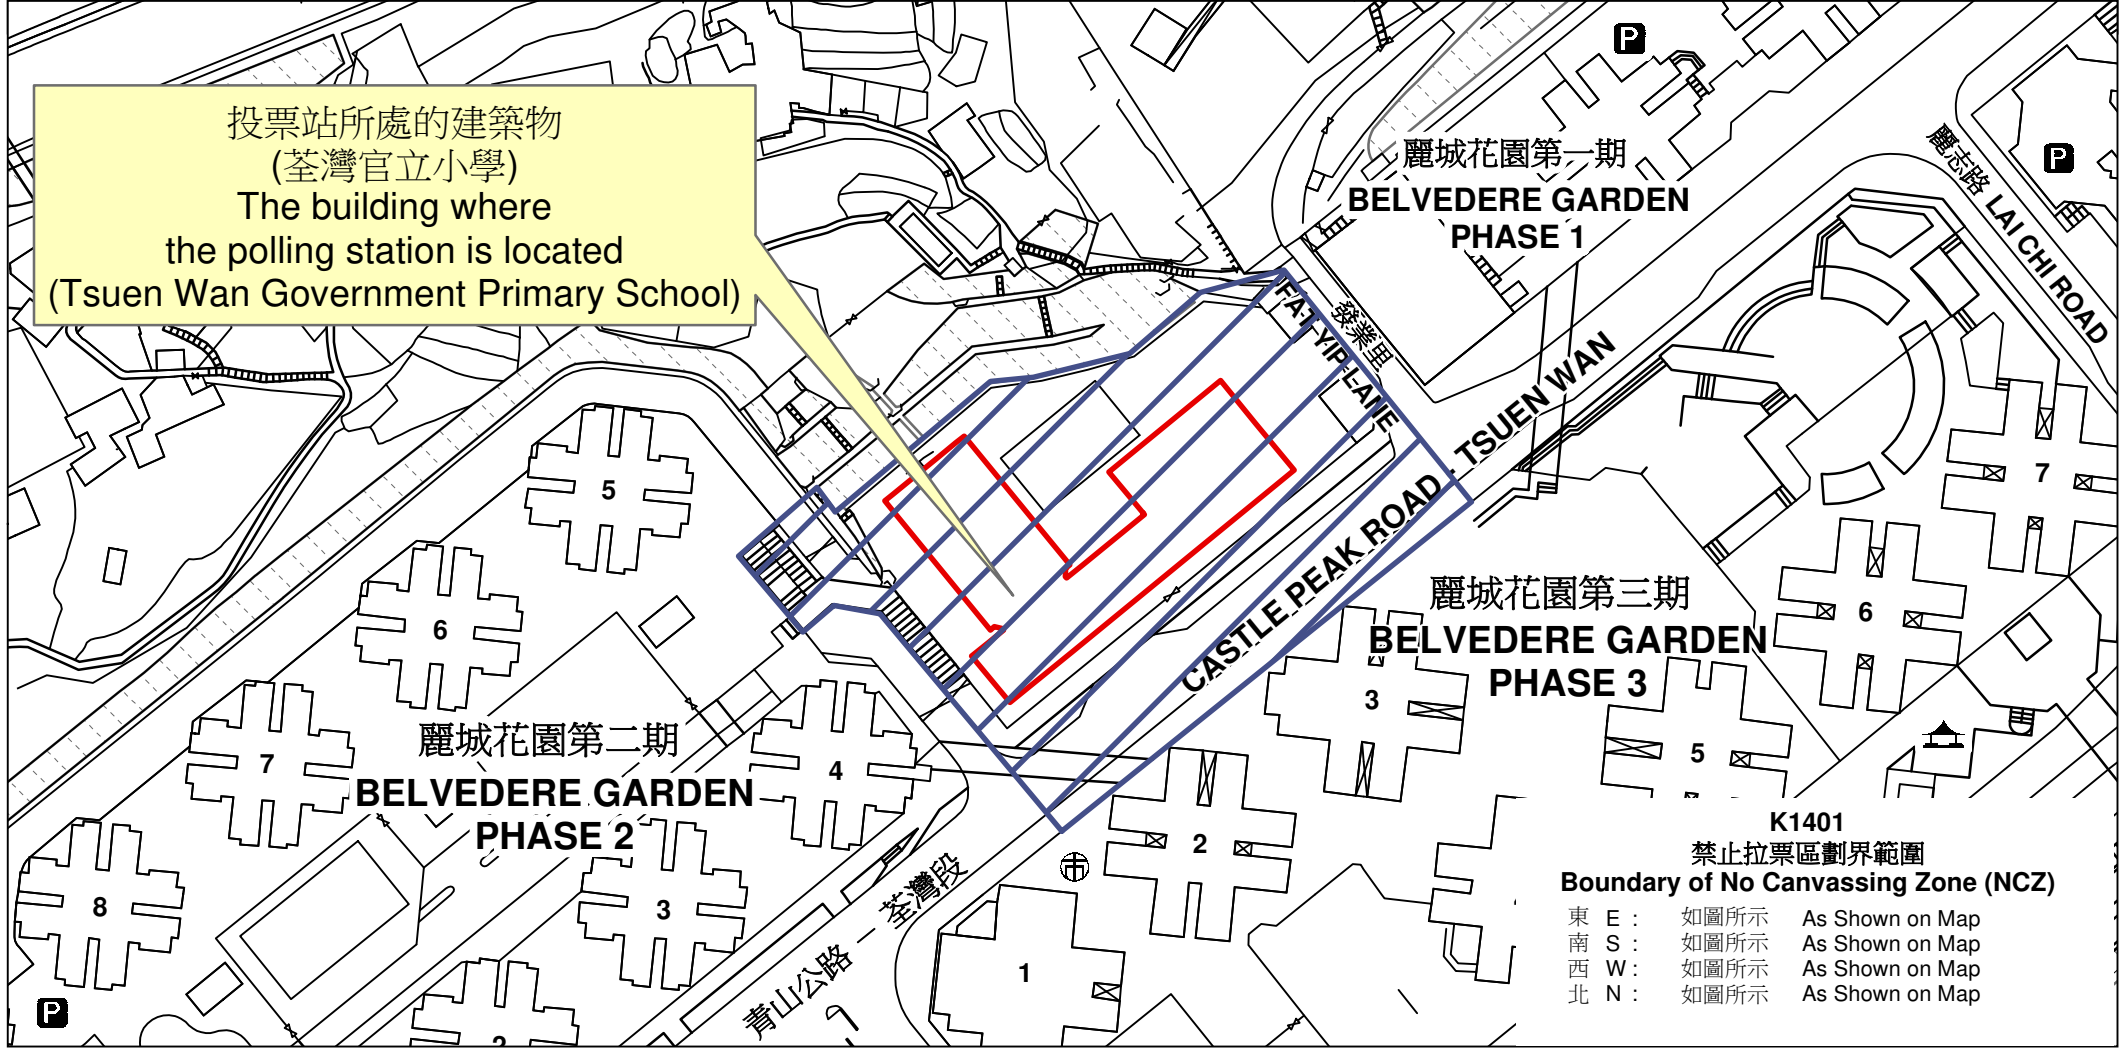 投票站所處的建築物
(荃灣官立小學)
The building where
the polling station is located
(Tsuen Wan Government Primary School)
P
麗城花園第一期
BELVEDERE GARDEN
PHASE 1
P
麗志路 LAI CHI ROAD
FAT YIP LANE
發業里
CASTLE PEAK ROAD - TSUEN WAN
5
6
7
8
4
3
麗城花園第二期
BELVEDERE GARDEN
PHASE 2
麗城花園第三期
BELVEDERE GARDEN
PHASE 3
7
6
5
3
2
1
市
青山公路 - 荃灣段
P
2
K1401
禁止拉票區劃界範圍
Boundary of No Canvassing Zone (NCZ)
東 E : 如圖所示 As Shown on Map
南 S : 如圖所示 As Shown on Map
西 W : 如圖所示 As Shown on Map
北 N : 如圖所示 As Shown on Map